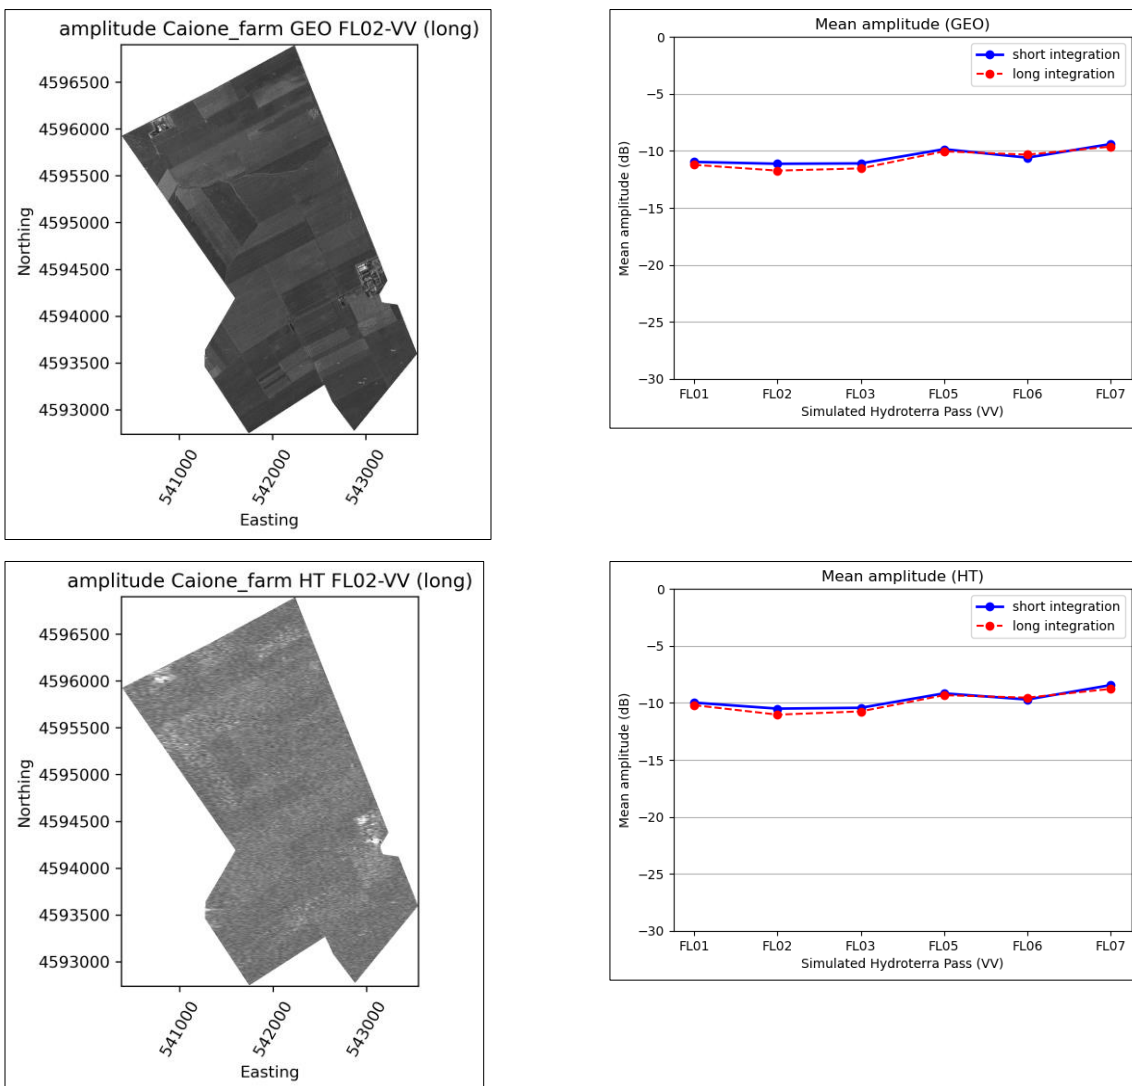 amplitude Caione_farm GEO FL02-VV (long)
4596500
4596000
4595500
4595000
4594500
4594000
4593500
4593000
Northing
541000
542000
543000
Easting
Mean amplitude (GEO)
short integration
long integration
0
−5
−10
−15
−20
−25
−30
Mean amplitude (dB)
FL01
FL02
FL03
FL05
FL06
FL07
Simulated Hydroterra Pass (VV)
amplitude Caione_farm HT FL02-VV (long)
4596500
4596000
4595500
4595000
4594500
4594000
4593500
4593000
Northing
541000
542000
543000
Easting
Mean amplitude (HT)
short integration
long integration
0
−5
−10
−15
−20
−25
−30
Mean amplitude (dB)
FL01
FL02
FL03
FL05
FL06
FL07
Simulated Hydroterra Pass (VV)